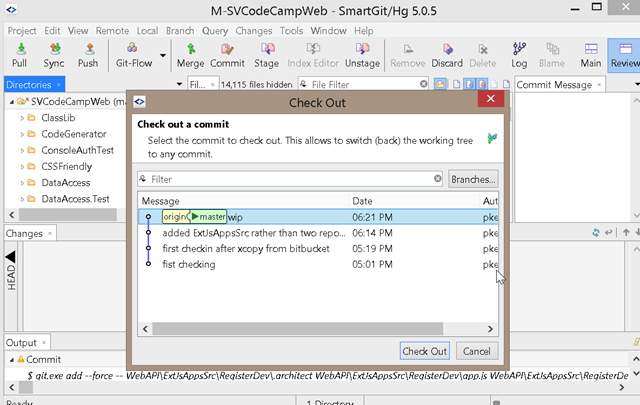 M-SVCodeCampWeb - SmartGit/Hg 5.0.5
Project Edit View Remote Local Branch Query Changes Tools Window Help
Pull Sync Push Git-Flow Merge Commit Stage Index Editor Unstage Remove Discard Delete Log Blame Main Review
Directories Fil... 14,115 files hidden File Filter Commit Message
SVCodeCampWeb (ma
ClassLib
CodeGenerator
ConsoleAuthTest
CSSFriendly
DataAccess
DataAccess.Test
Changes
HEAD
Check Out
Check out a commit
Select the commit to check out. This allows to switch (back) the working tree
to any commit.
Filter Branches...
Message Date Aut
origin master wip 06:21 PM pke
added ExtJsAppsSrc rather than two repo... 06:14 PM pke
first checkin after xcopy from bitbucket 05:19 PM pke
fist checking 05:01 PM pke
Check Out Cancel
Output
Commit
$ git.exe add --force -- WebAPI\ExtJsAppsSrc\RegisterDev\.architect WebAPI\ExtJsAppsSrc\RegisterDev\app.js WebAPI\ExtJsAppsSrc\RegisterDe
Ready 1 Directory